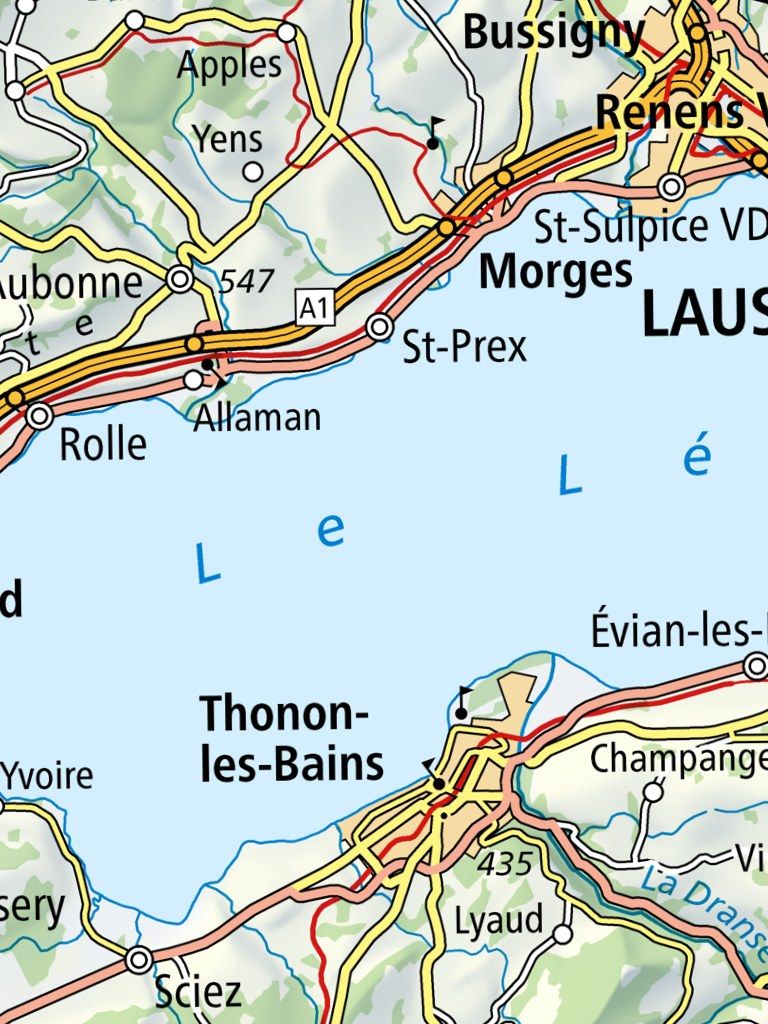 Bussigny
Apples
Renens V
Yens
St-Sulpice VD
Aubonne
547
Morges
A1
LAUS
t e
St-Prex
Allaman
Rolle
L e L é
d
Évian-les-
Thonon-
les-Bains
Champange
Yvoire
435
Vi
La Dranse
sery
Lyaud
Sciez